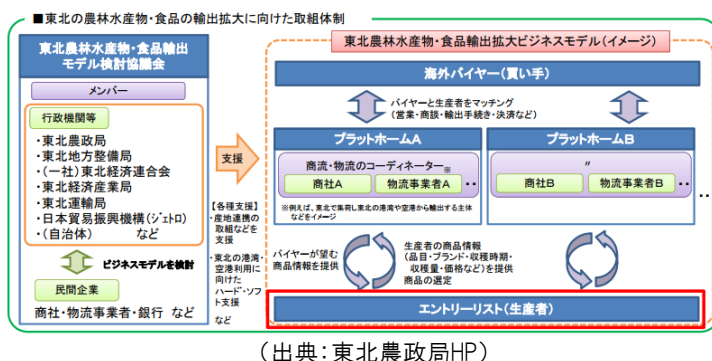 ■東北の農林水産物・食品の輸出拡大に向けた取組体制
東北農林水産物・食品輸出
モデル検討協議会
メンバー
行政機関等
・東北農政局
・東北地方整備局
・(一社)東北経済連合会
・東北経済産業局
・東北運輸局
・日本貿易振興機構(ジェトロ)
・(自治体)　など
ビジネスモデルを検討
民間企業
商社・物流事業者・銀行 など
支援
【各種支援】
・産地連携の
取組などを
支援
・東北の港湾・
空港利用に
向けた
ハード・ソフ
ト支援
など
東北農林水産物・食品輸出拡大ビジネスモデル(イメージ)
海外バイヤー(買い手)
バイヤーと生産者をマッチング
(営業・商談・輸出手続き・決済など)
プラットホームA
商流・物流のコーディネーター※
商社A
物流事業者A
・・
※例えば、東北で集荷し東北の港湾や空港から輸出する主体
などをイメージ
プラットホームB
〃
商社B
物流事業者B
・・
・・・
バイヤーが望む
商品情報を提供
生産者の商品情報
(品目・ブランド・収穫時期・
収穫量・価格など)を提供
商品の選定
エントリーリスト(生産者)
(出典:東北農政局HP)